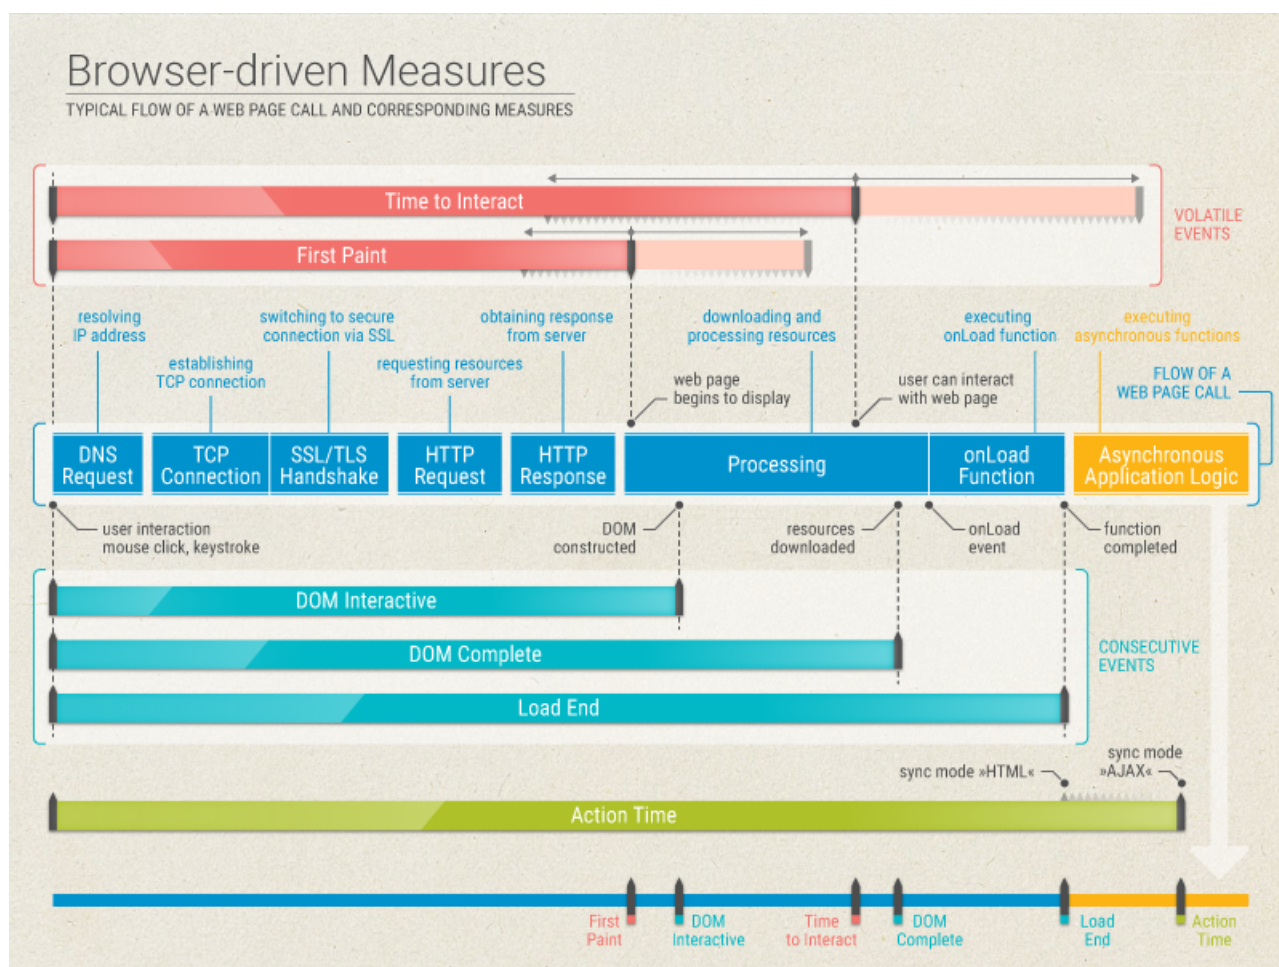 Browser-driven Measures
TYPICAL FLOW OF A WEB PAGE CALL AND CORRESPONDING MEASURES
Time to Interact
First Paint
VOLATILE
EVENTS
resolving
IP address
establishing
TCP connection
switching to secure
connection via SSL
requesting resources
from server
obtaining response
from server
downloading and
processing resources
executing
onLoad function
executing
asynchronous functions
web page
begins to display
user can interact
with web page
FLOW OF A
WEB PAGE CALL
DNS
Request
TCP
Connection
SSL/TLS
Handshake
HTTP
Request
HTTP
Response
Processing
onLoad
Function
Asynchronous
Application Logic
user interaction
mouse click, keystroke
DOM
constructed
resources
downloaded
onLoad
event
function
completed
DOM Interactive
DOM Complete
Load End
CONSECUTIVE
EVENTS
sync mode »HTML«
sync mode
»AJAX«
Action Time
First
Paint
DOM
Interactive
Time
to Interact
DOM
Complete
Load
End
Action
Time